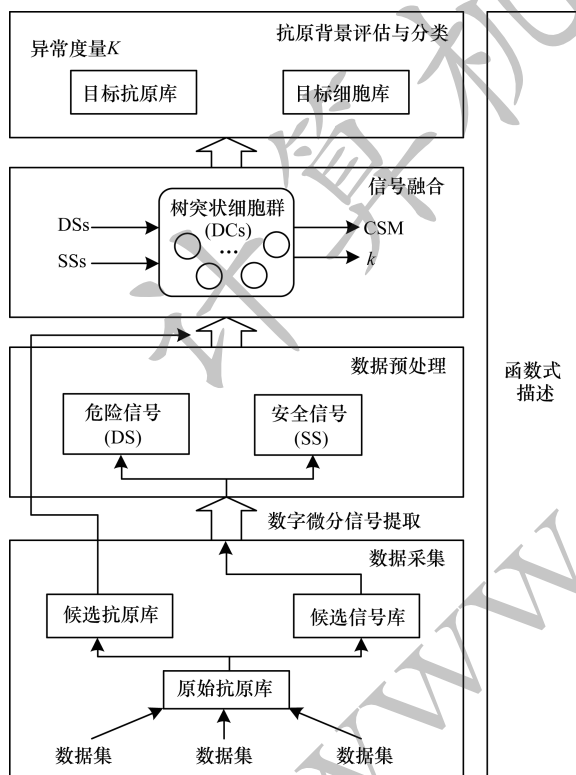 抗原背景评估与分类
异常度量K
目标抗原库
目标细胞库
信号融合
树突状细胞群
(DCs)
DSs
CSM
...
SSs
k
数据预处理
函数式
描述
危险信号
(DS)
安全信号
(SS)
数字微分信号提取
数据采集
候选抗原库
候选信号库
原始抗原库
数据集
数据集
数据集
计算机
www